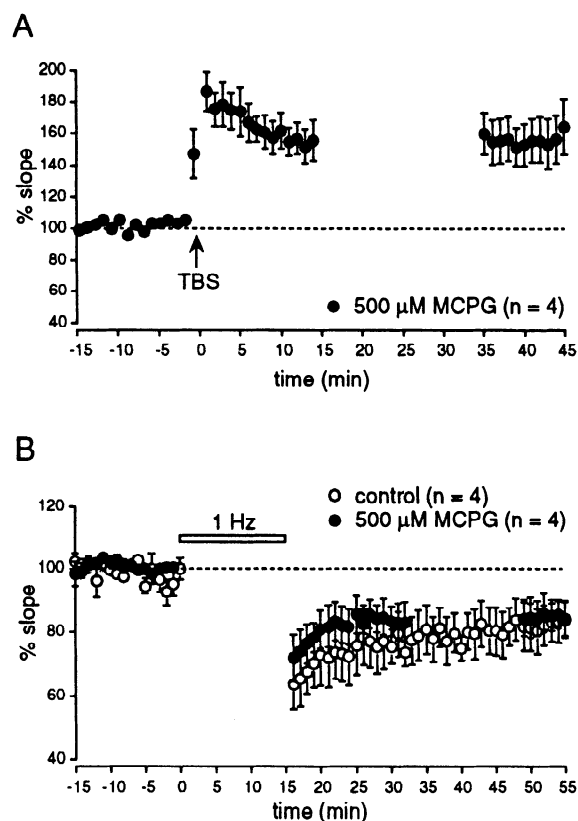 A
200
180
160
140
120
100
80
60
40
% slope
TBS
500 µM MCPG (n = 4)
-15 -10 -5 0 5 10 15 20 25 30 35 40 45
time (min)
B
120
100
80
60
40
% slope
1 Hz
control (n = 4)
500 µM MCPG (n = 4)
-15 -10 -5 0 5 10 15 20 25 30 35 40 45 50 55
time (min)